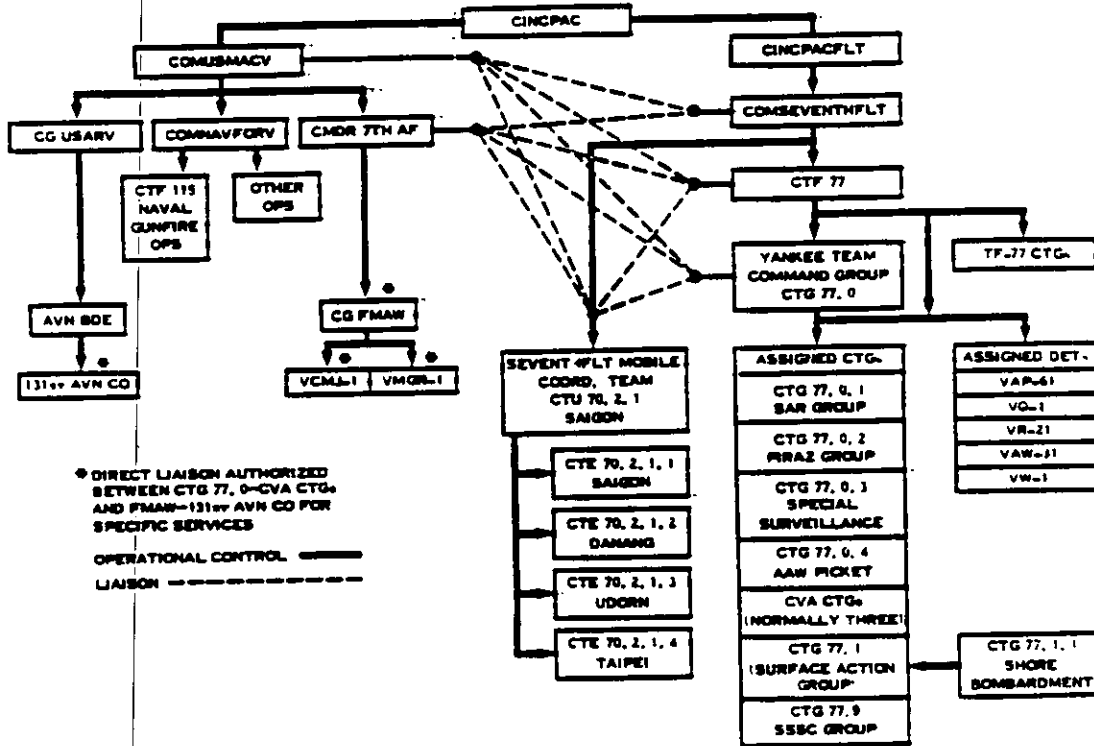 CINCPAC
COMUSMACV
CINCPACFLT
CG USARV
COMNAVFORV
CMDR 7TH AF
COMSEVENTHFLT
CTF 115
NAVAL
GUNFIRE
OPS
OTHER
OPS
CTF 77
YANKEE TEAM
COMMAND GROUP
CTG 77, 0
TF-77 CTGs
AVN BDE
131ST AVN CO
*
CG FMAW
*
VCMJ-1
*
VMGR-1
*
SEVENTHFLT MOBILE
COORD, TEAM
CTU 70, 2, 1
SAIGON
CTE 70, 2, 1, 1
SAIGON
CTE 70, 2, 1, 2
DANANG
CTE 70, 2, 1, 3
UDORN
CTE 70, 2, 1, 4
TAIPEI
ASSIGNED CTGs
CTG 77, 0, 1
SAR GROUP
CTG 77, 0, 2
PIRAZ GROUP
CTG 77, 0, 3
SPECIAL
SURVEILLANCE
CTG 77, 0, 4
AAW PICKET
CVA CTGs
(NORMALLY THREE)
CTG 77, 1
(SURFACE ACTION
GROUP)
CTG 77, 9
SSSC GROUP
CTG 77, 1, 1
SHORE
BOMBARDMENT
ASSIGNED DETs
VAP-61
VQ-1
VR-21
VAW-31
VW-1
* DIRECT LIAISON AUTHORIZED
BETWEEN CTG 77, 0-CVA CTGs
AND FMAW-131ST AVN CO FOR
SPECIFIC SERVICES
OPERATIONAL CONTROL
LIAISON